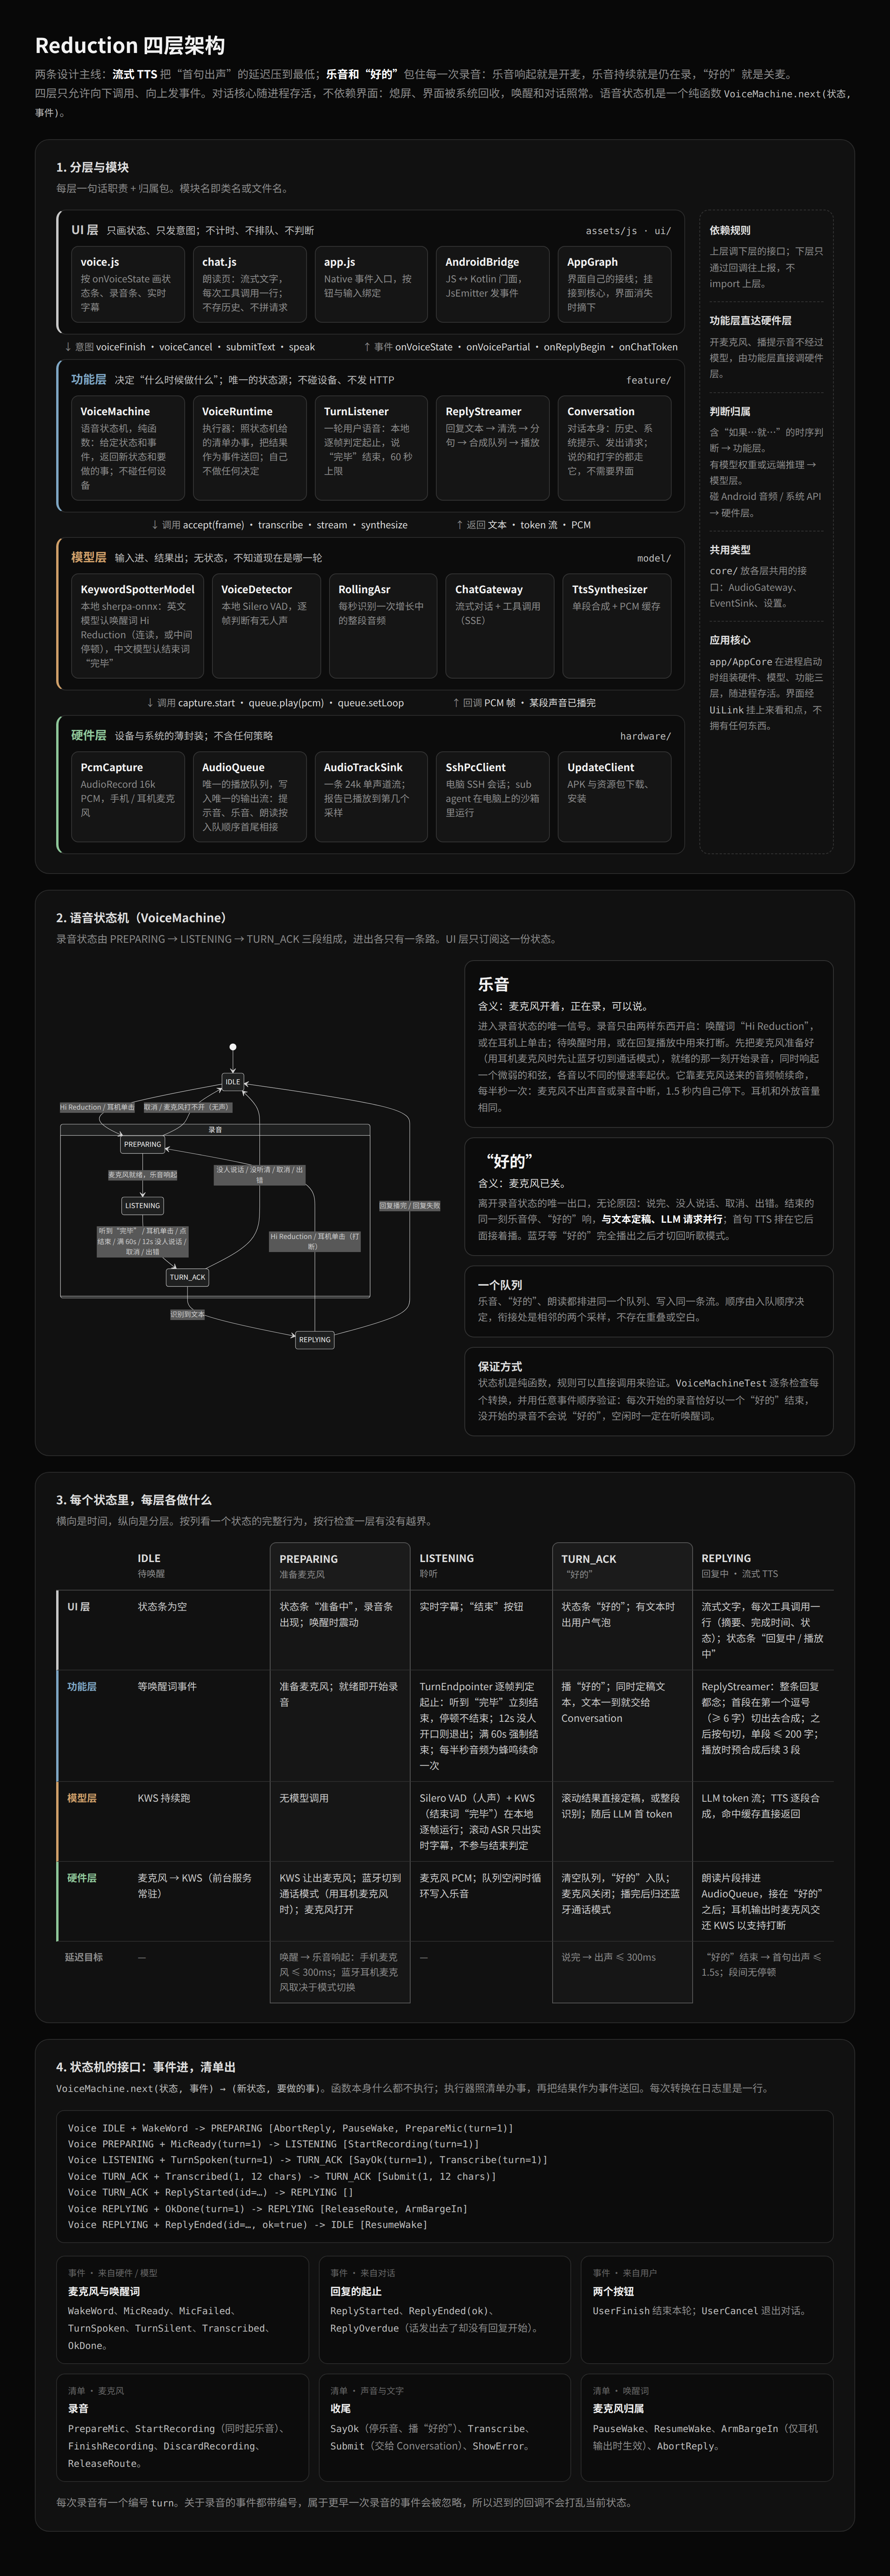 Reduction 四层架构
两条设计主线：流式 TTS 把“首句出声”的延迟压到最低；乐音和“好的”包住每一次录音：乐音响起就是开麦，乐音持续就是仍在录，“好的”就是关麦。
四层只允许向下调用、向上发事件。对话核心随进程存活，不依赖界面：熄屏、界面被系统回收，唤醒和对话照常。语音状态机是一个纯函数 VoiceMachine.next(状态,
事件)。
1. 分层与模块
每层一句话职责 + 归属包。模块名即类名或文件名。
UI 层 只画状态、只发意图；不计时、不排队、不判断 assets/js · ui/
voice.js
按 onVoiceState 画状
态条、录音条、实时
字幕
chat.js
朗读页：流式文字，
每次工具调用一行；
不存历史、不拼请求
app.js
Native 事件入口，按
钮与输入绑定
AndroidBridge
JS ↔ Kotlin 门面，
JsEmitter 发事件
AppGraph
界面自己的接线；挂
接到核心，界面消失
时摘下
↓ 意图 voiceFinish · voiceCancel · submitText · speak ↑ 事件 onVoiceState · onVoicePartial · onReplyBegin · onChatToken
功能层 决定“什么时候做什么”；唯一的状态源；不碰设备、不发 HTTP feature/
VoiceMachine
语音状态机，纯函
数：给定状态和事
件，返回新状态和要
做的事；不碰任何设
备
VoiceRuntime
执行器：照状态机给
的清单办事，把结果
作为事件送回；自己
不做任何决定
TurnListener
一轮用户语音：本地
逐帧判定起止，说
“完毕”结束，60 秒
上限
ReplyStreamer
回复文本 → 清洗 → 分
句 → 合成队列 → 播放
Conversation
对话本身：历史、系
统提示、发出请求；
说的和打字的都走
它，不需要界面
↓ 调用 accept(frame) · transcribe · stream · synthesize ↑ 返回 文本 · token 流 · PCM
模型层 输入进、结果出；无状态，不知道现在是哪一轮 model/
KeywordSpotterModel
本地 sherpa-onnx：英文
模型认唤醒词 Hi
Reduction（连读，或中间
停顿），中文模型认结束词
“完毕”
VoiceDetector
本地 Silero VAD，逐
帧判断有无人声
RollingAsr
每秒识别一次增长中
的整段音频
ChatGateway
流式对话 + 工具调用
（SSE）
TtsSynthesizer
单段合成 + PCM 缓存
↓ 调用 capture.start · queue.play(pcm) · queue.setLoop ↑ 回调 PCM 帧 · 某段声音已播完
硬件层 设备与系统的薄封装；不含任何策略 hardware/
PcmCapture
AudioRecord 16k
PCM，手机 / 耳机麦克
风
AudioQueue
唯一的播放队列，写
入唯一的输出流：提
示音、乐音、朗读按
入队顺序首尾相接
AudioTrackSink
一条 24k 单声道流；
报告已播放到第几个
采样
SshPcClient
电脑 SSH 会话；sub
agent 在电脑上的沙箱
里运行
UpdateClient
APK 与资源包下载、
安装
依赖规则
上层调下层的接口；下层只
通过回调往上报，不
import 上层。
功能层直达硬件层
开麦克风、播提示音不经过
模型，由功能层直接调硬件
层。
判断归属
含“如果…就…”的时序判
断 → 功能层。
有模型权重或远端推理 →
模型层。
碰 Android 音频 / 系统 API
→ 硬件层。
共用类型
core/ 放各层共用的接
口：AudioGateway、
EventSink、设置。
应用核心
app/AppCore 在进程启动
时组装硬件、模型、功能三
层，随进程存活。界面经
UiLink 挂上来看和点，不
拥有任何东西。
2. 语音状态机（VoiceMachine）
录音状态由 PREPARING → LISTENING → TURN_ACK 三段组成，进出各只有一条路。UI 层只订阅这一份状态。
IDLE
Hi Reduction / 耳机单击
取消 / 麦克风打不开（无声）
录音
PREPARING
麦克风就绪，乐音响起
没人说话 / 没听清 / 取消 / 出
错
LISTENING
回复播完 / 回复失败
听到“完毕” / 耳机单击 / 点
结束 / 满 60s / 12s 没人说话 /
取消 / 出错
Hi Reduction / 耳机单击（打
断）
TURN_ACK
识别到文本
REPLYING
乐音
含义：麦克风开着，正在录，可以说。
进入录音状态的唯一信号。录音只由两样东西开启：唤醒词“Hi Reduction”，
或在耳机上单击；待唤醒时用，或在回复播放中用来打断。先把麦克风准备好
（用耳机麦克风时先让蓝牙切到通话模式），就绪的那一刻开始录音，同时响起
一个微弱的和弦，各音以不同的慢速率起伏。它靠麦克风送来的音频帧续命，
每半秒一次：麦克风不出声音或录音中断，1.5 秒内自己停下。耳机和外放音量
相同。
“好的”
含义：麦克风已关。
离开录音状态的唯一出口，无论原因：说完、没人说话、取消、出错。结束的
同一刻乐音停、“好的”响，与文本定稿、LLM 请求并行；首句 TTS 排在它后
面接着播。蓝牙等“好的”完全播出之后才切回听歌模式。
一个队列
乐音、“好的”、朗读都排进同一个队列、写入同一条流。顺序由入队顺序决
定，衔接处是相邻的两个采样，不存在重叠或空白。
保证方式
状态机是纯函数，规则可以直接调用来验证。VoiceMachineTest 逐条检查每
个转换，并用任意事件顺序验证：每次开始的录音恰好以一个“好的”结束，
没开始的录音不会说“好的”，空闲时一定在听唤醒词。
3. 每个状态里，每层各做什么
横向是时间，纵向是分层。按列看一个状态的完整行为，按行检查一层有没有越界。
IDLE
待唤醒
PREPARING
准备麦克风
LISTENING
聆听
TURN_ACK
“好的”
REPLYING
回复中 · 流式 TTS
UI 层
状态条为空
状态条“准备中”，录音条
出现；唤醒时震动
实时字幕；“结束”按钮
状态条“好的”；有文本时
出用户气泡
流式文字，每次工具调用一
行（摘要、完成时间、状
态）；状态条“回复中 / 播放
中”
功能层
等唤醒词事件
准备麦克风；就绪即开始录
音
TurnEndpointer 逐帧判定
起止：听到“完毕”立刻结
束，停顿不结束；12s 没人
开口则退出；满 60s 强制结
束；每半秒音频为蜂鸣续命
一次
播“好的”；同时定稿文
本，文本一到就交给
Conversation
ReplyStreamer：整条回复
都念；首段在第一个逗号
（≥ 6 字）切出去合成；之
后按句切，单段 ≤ 200 字；
播放时预合成后续 3 段
模型层
KWS 持续跑
无模型调用
Silero VAD（人声）+ KWS
（结束词“完毕”）在本地
逐帧运行；滚动 ASR 只出实
时字幕，不参与结束判定
滚动结果直接定稿，或整段
识别；随后 LLM 首 token
LLM token 流；TTS 逐段合
成，命中缓存直接返回
硬件层
麦克风 → KWS（前台服务
常驻）
KWS 让出麦克风；蓝牙切到
通话模式（用耳机麦克风
时）；麦克风打开
麦克风 PCM；队列空闲时循
环写入乐音
清空队列，“好的”入队；
麦克风关闭；播完后归还蓝
牙通话模式
朗读片段排进
AudioQueue，接在“好的”
之后；耳机输出时麦克风交
还 KWS 以支持打断
延迟目标
—
唤醒 → 乐音响起：手机麦克
风 ≤ 300ms；蓝牙耳机麦克
风取决于模式切换
—
说完 → 出声 ≤ 300ms
“好的”结束 → 首句出声 ≤
1.5s；段间无停顿
4. 状态机的接口：事件进，清单出
VoiceMachine.next(状态, 事件) → (新状态, 要做的事)。函数本身什么都不执行；执行器照清单办事，再把结果作为事件送回。每次转换在日志里是一行。
Voice IDLE + WakeWord -> PREPARING [AbortReply, PauseWake, PrepareMic(turn=1)]
Voice PREPARING + MicReady(turn=1) -> LISTENING [StartRecording(turn=1)]
Voice LISTENING + TurnSpoken(turn=1) -> TURN_ACK [SayOk(turn=1), Transcribe(turn=1)]
Voice TURN_ACK + Transcribed(1, 12 chars) -> TURN_ACK [Submit(1, 12 chars)]
Voice TURN_ACK + ReplyStarted(id=…) -> REPLYING []
Voice REPLYING + OkDone(turn=1) -> REPLYING [ReleaseRoute, ArmBargeIn]
Voice REPLYING + ReplyEnded(id=…, ok=true) -> IDLE [ResumeWake]
事件 · 来自硬件 / 模型
麦克风与唤醒词
WakeWord、MicReady、MicFailed、
TurnSpoken、TurnSilent、Transcribed、
OkDone。
事件 · 来自对话
回复的起止
ReplyStarted、ReplyEnded(ok)、
ReplyOverdue（话发出去了却没有回复开始）。
事件 · 来自用户
两个按钮
UserFinish 结束本轮；UserCancel 退出对话。
清单 · 麦克风
录音
PrepareMic、StartRecording（同时起乐音）、
FinishRecording、DiscardRecording、
ReleaseRoute。
清单 · 声音与文字
收尾
SayOk（停乐音、播“好的”）、Transcribe、
Submit（交给 Conversation）、ShowError。
清单 · 唤醒词
麦克风归属
PauseWake、ResumeWake、ArmBargeIn（仅耳机
输出时生效）、AbortReply。
每次录音有一个编号 turn。关于录音的事件都带编号，属于更早一次录音的事件会被忽略，所以迟到的回调不会打乱当前状态。